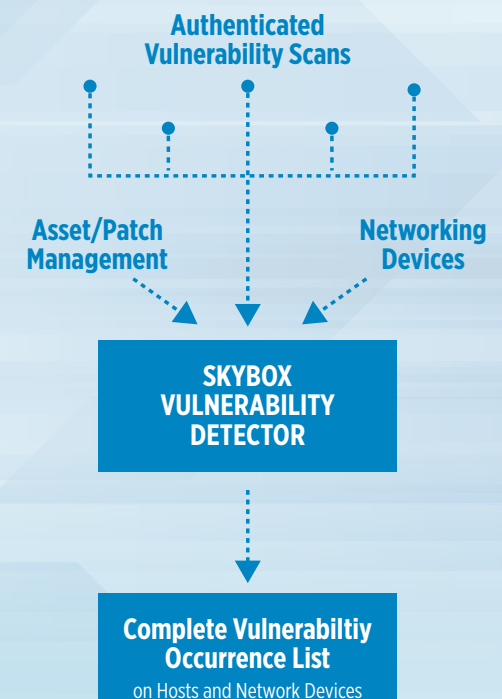 Authenticated
Vulnerability Scans
Asset/Patch
Management
Networking
Devices
SKYBOX
VULNERABILITY
DETECTOR
Complete Vulnerabiltiy
Occurrence List
on Hosts and Network Devices